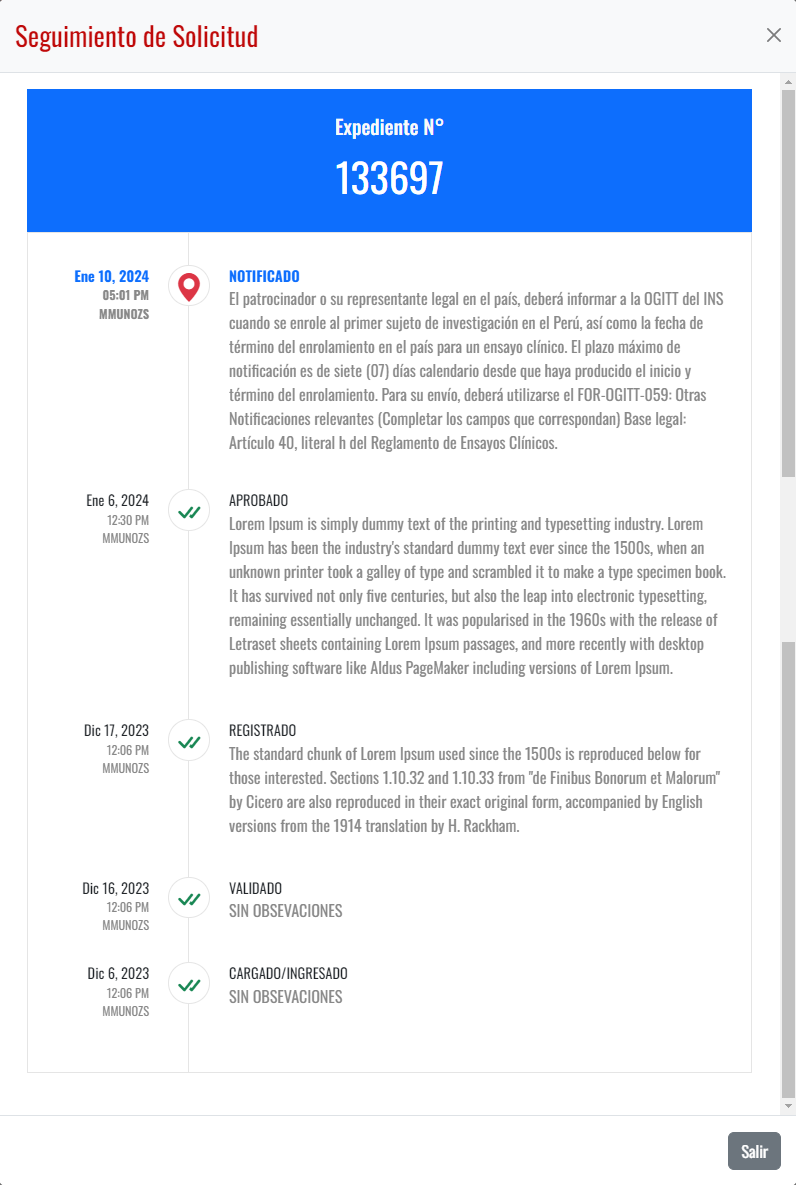 Seguimiento de Solicitud
Expediente N°
133697
Ene 10, 2024
05:01 PM
MMUNOZS
NOTIFICADO
El patrocinador o su representante legal en el país, deberá informar a la OGITT del INS
cuando se enrole al primer sujeto de investigación en el Perú, así como la fecha de
término del enrolamiento en el país para un ensayo clínico. El plazo máximo de
notificación es de siete (07) días calendario desde que haya producido el inicio y
término del enrolamiento. Para su envío, deberá utilizarse el FOR-OGITT-059: Otras
Notificaciones relevantes (Completar los campos que correspondan) Base legal:
Artículo 40, literal h del Reglamento de Ensayos Clínicos.
Ene 6, 2024
12:30 PM
MMUNOZS
APROBADO
Lorem Ipsum is simply dummy text of the printing and typesetting industry. Lorem
Ipsum has been the industry's standard dummy text ever since the 1500s, when an
unknown printer took a galley of type and scrambled it to make a type specimen book.
It has survived not only five centuries, but also the leap into electronic typesetting,
remaining essentially unchanged. It was popularised in the 1960s with the release of
Letraset sheets containing Lorem Ipsum passages, and more recently with desktop
publishing software like Aldus PageMaker including versions of Lorem Ipsum.
Dic 17, 2023
12:06 PM
MMUNOZS
REGISTRADO
The standard chunk of Lorem Ipsum used since the 1500s is reproduced below for
those interested. Sections 1.10.32 and 1.10.33 from "de Finibus Bonorum et Malorum"
by Cicero are also reproduced in their exact original form, accompanied by English
versions from the 1914 translation by H. Rackham.
Dic 16, 2023
12:06 PM
MMUNOZS
VALIDADO
SIN OBSEVACIONES
Dic 6, 2023
12:06 PM
MMUNOZS
CARGADO/INGRESADO
SIN OBSEVACIONES
Salir